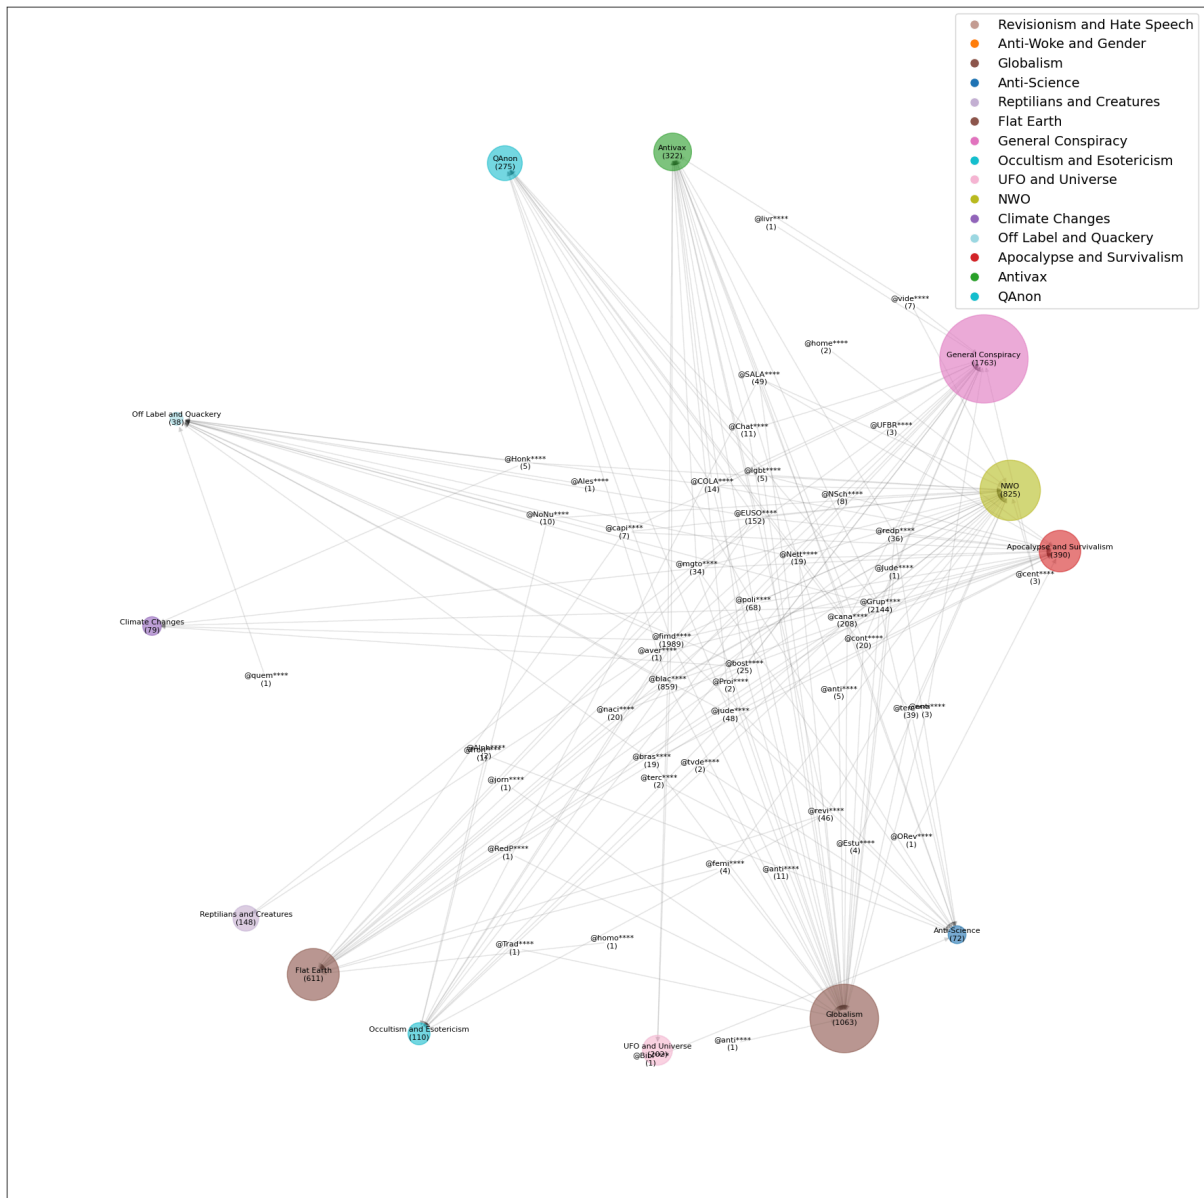 Revisionism and Hate Speech
Anti-Woke and Gender
Globalism
Anti-Science
Reptilians and Creatures
Flat Earth
General Conspiracy
Occultism and Esotericism
UFO and Universe
NWO
Climate Changes
Off Label and Quackery
Apocalypse and Survivalism
Antivax
QAnon
Antivax
(322)
QAnon
(275)
@livr****
(1)
@vide****
(7)
@home****
(2)
General Conspiracy
(1763)
@SALA****
(49)
Off Label and Quackery
(38)
@Chat****
(11)
@UFBR****
(3)
@Honk****
(5)
@lgbt****
(5)
@Ales****
(1)
@COLA****
(14)
NWO
(825)
@NSch****
(8)
@NoNu****
(10)
@EUSO****
(152)
@capi****
(7)
@redp****
(36)
Apocalypse and Survivalism
(390)
@Nett****
(19)
@mgto****
(34)
@Jude****
(1)
@cent****
(3)
@poli****
(68)
@Grup****
(2144)
@cana****
(208)
Climate Changes
(79)
@fimd****
(1989)
@cont****
(20)
@aver****
(1)
@bost****
(25)
@quem****
(1)
@blac****
(859)
@Proi****
(2)
@anti****
(5)
@naci****
(20)
@jude****
(48)
(39)
(3)
(1)
(2)
@bras****
(19)
@tvde****
(2)
@jorn****
(1)
@terc****
(2)
@revi****
(46)
@Estu****
(4)
@ORev****
(1)
@RedP****
(1)
@femi****
(4)
@anti****
(11)
Reptilians and Creatures
(148)
Anti-Science
(72)
@Trad****
(1)
@homo****
(1)
Flat Earth
(611)
Globalism
(1063)
Occultism and Esotericism
(110)
UFO and Universe
(202)
(1)
@anti****
(1)